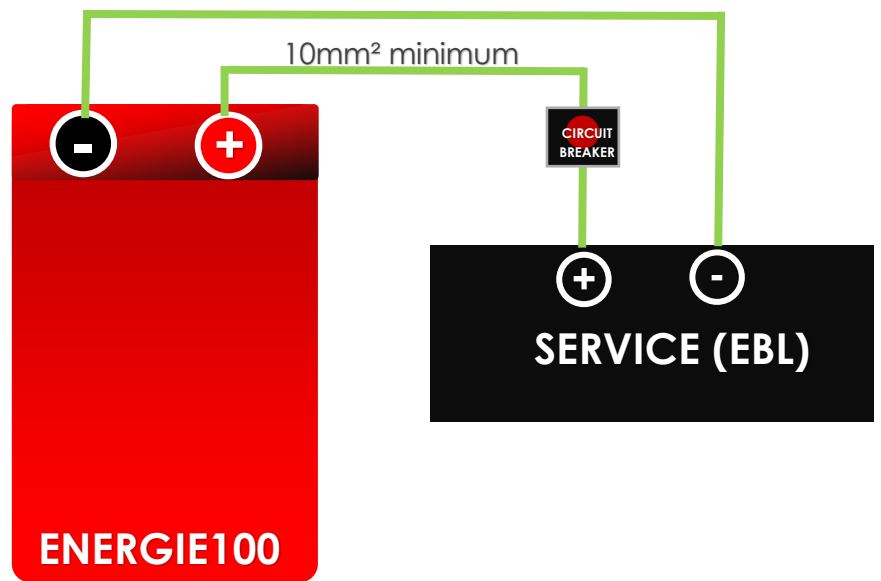 10mm² minimum
- +
CIRCUIT
BREAKER
+ -
SERVICE (EBL)
ENERGIE100